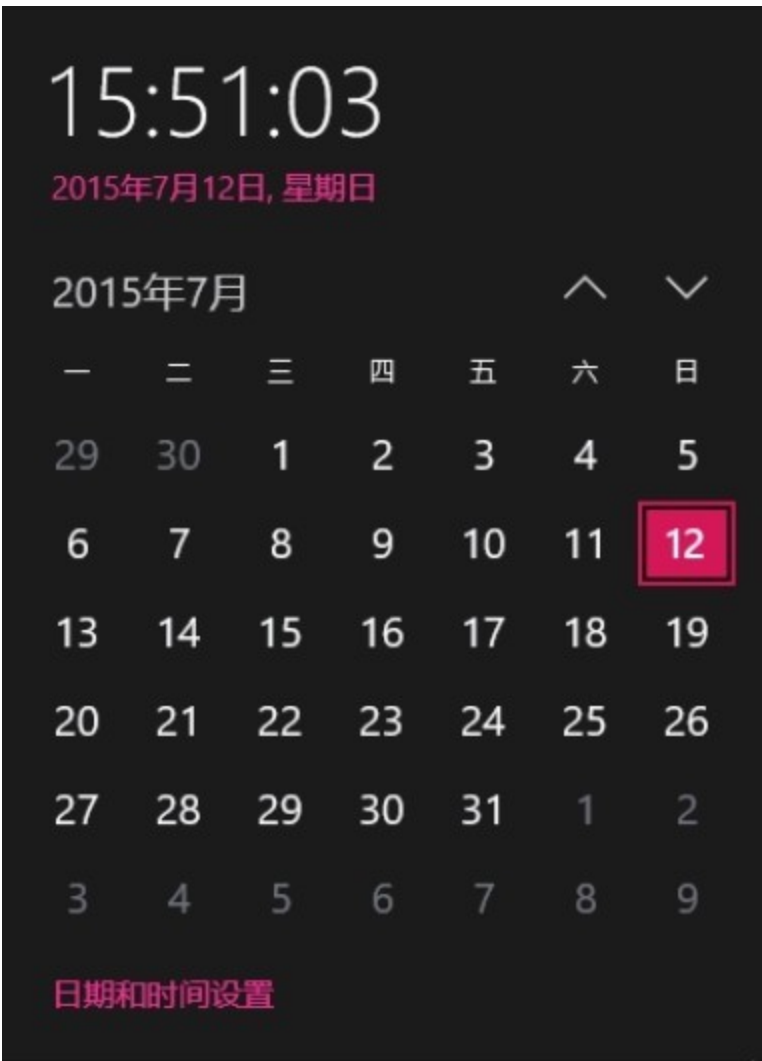 15:51:03
2015年7月12日, 星期日
2015年7月
一 二 三 四 五 六 日
29 30 1 2 3 4 5
6 7 8 9 10 11 12
13 14 15 16 17 18 19
20 21 22 23 24 25 26
27 28 29 30 31 1 2
3 4 5 6 7 8 9
日期和时间设置